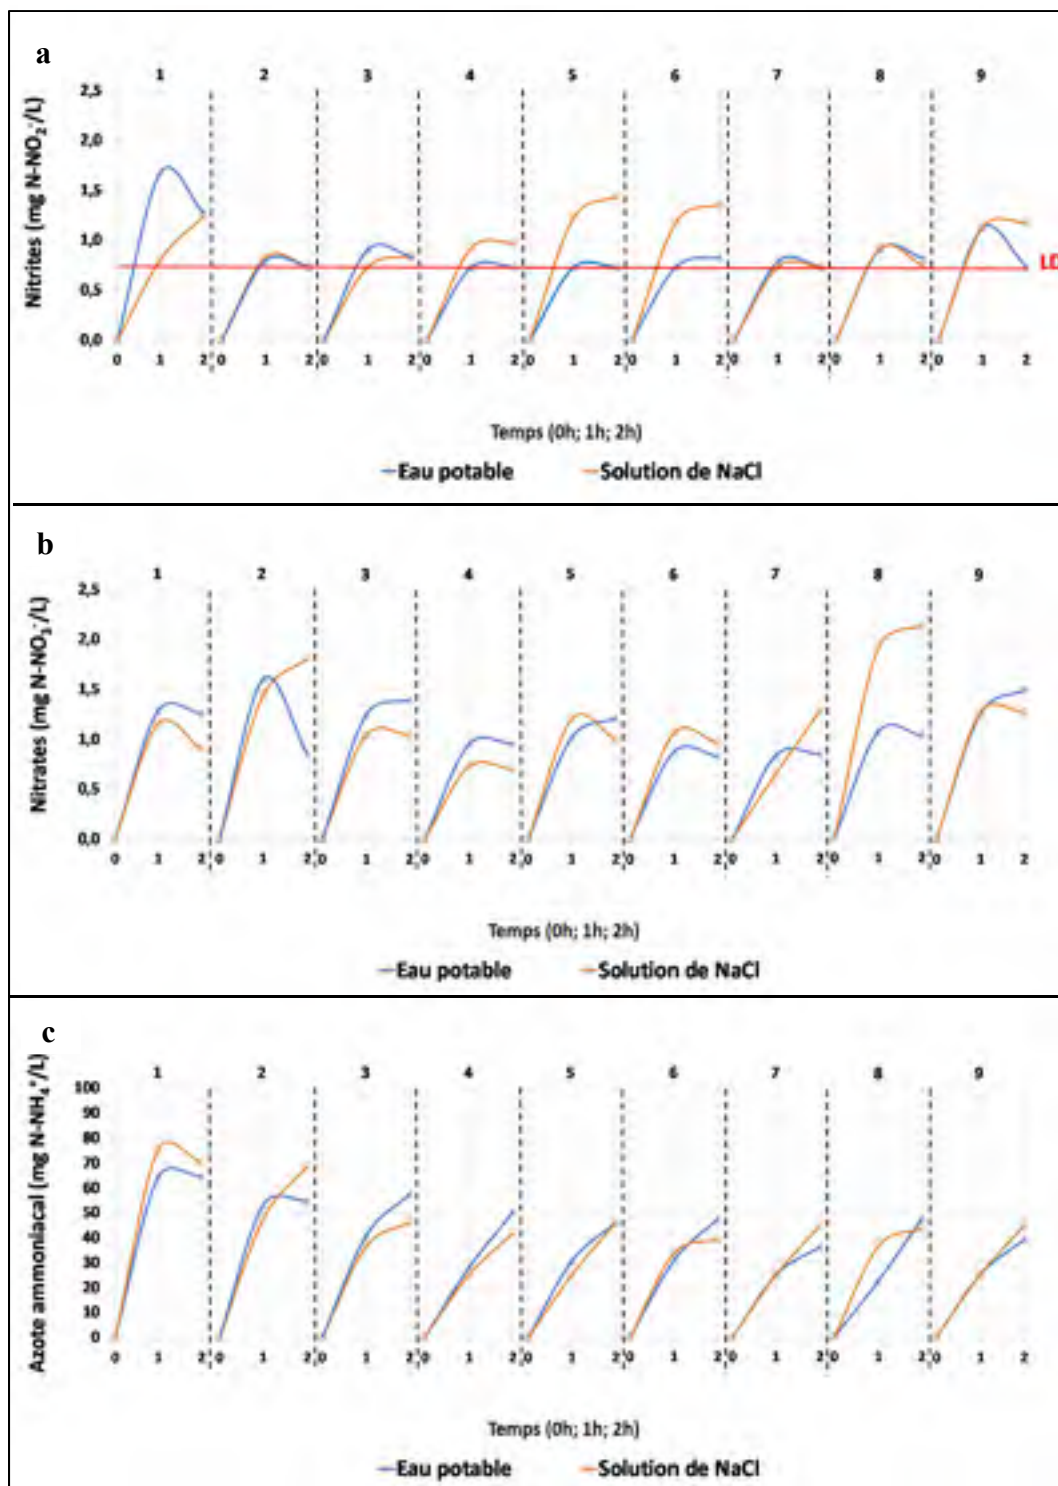 a
1 2 3 4 5 6 7 8 9
Nitrites (mg N-NO₂⁻/L)
2,5
2,0
1,5
1,0
0,5
0,0
LD
0 1 2 0 1 2 0 1 2 0 1 2 0 1 2 0 1 2 0 1 2 0 1 2 0 1 2
Temps (0h; 1h; 2h)
Eau potable Solution de NaCl
b
1 2 3 4 5 6 7 8 9
Nitrates (mg N-NO₃⁻/L)
2,5
2,0
1,5
1,0
0,5
0,0
0 1 2 0 1 2 0 1 2 0 1 2 0 1 2 0 1 2 0 1 2 0 1 2 0 1 2
Temps (0h; 1h; 2h)
Eau potable Solution de NaCl
c
1 2 3 4 5 6 7 8 9
Azote ammoniacal (mg N-NH₄⁺/L)
100
90
80
70
60
50
40
30
20
10
0
0 1 2 0 1 2 0 1 2 0 1 2 0 1 2 0 1 2 0 1 2 0 1 2 0 1 2
Temps (0h; 1h; 2h)
Eau potable Solution de NaCl